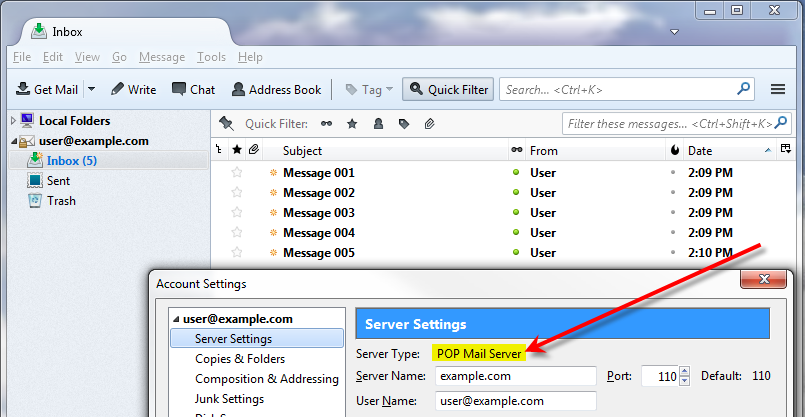 Inbox
File Edit View Go Message Tools Help
Get Mail Write Chat Address Book Tag Quick Filter Search... <Ctrl+K>
Local Folders
user@example.com
Inbox (5)
Sent
Trash
Quick Filter: Filter these messages... <Ctrl+Shift+K>
Subject From Date
Message 001 User 2:09 PM
Message 002 User 2:09 PM
Message 003 User 2:09 PM
Message 004 User 2:09 PM
Message 005 User 2:10 PM
Account Settings
user@example.com
Server Settings
Copies & Folders
Composition & Addressing
Junk Settings
Server Settings
Server Type: POP Mail Server
Server Name: example.com Port: 110 Default: 110
User Name: user@example.com